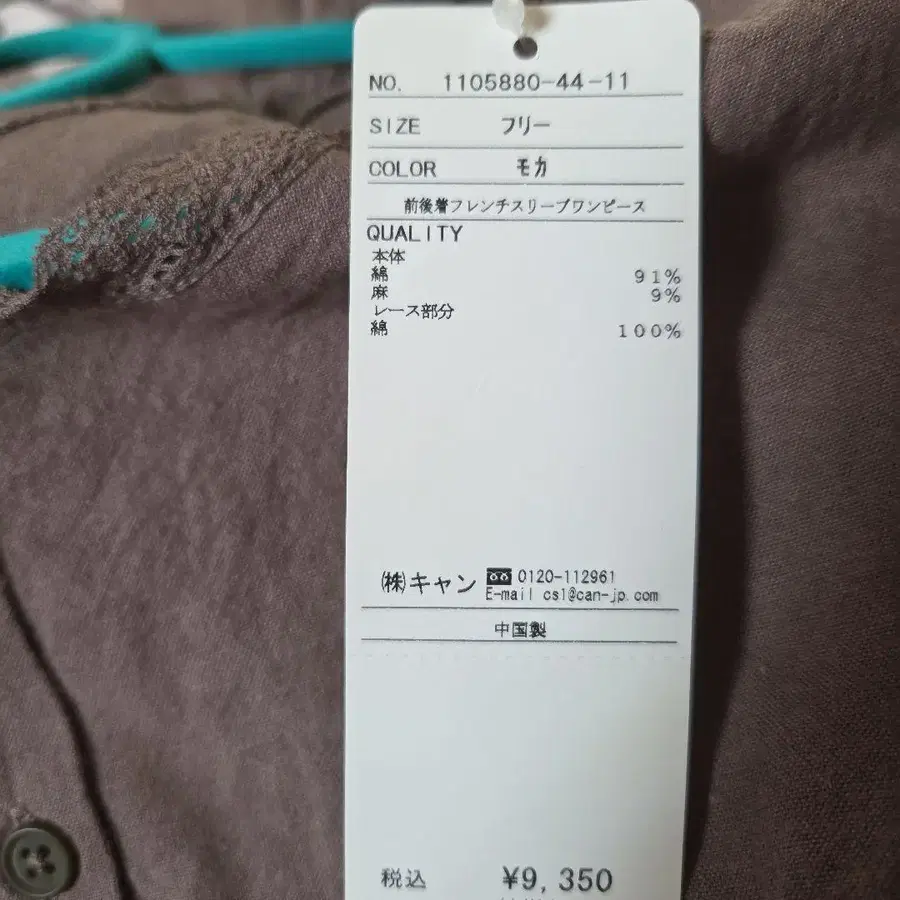 NO. 1105880-44-11
SIZE フリー
COLOR モカ
前後着フレンチスリーブワンピース
QUALITY
本体
綿 91%
麻 9%
レース部分
綿 100%
㈱キャン 0120-112961
E-mail cs1@can-jp.com
中国製
税込 ¥9,350